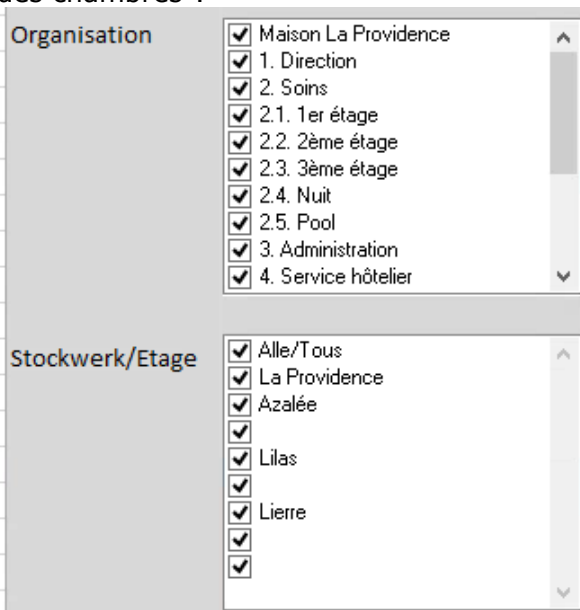 des chambres".
Organisation
Maison La Providence
1. Direction
2. Soins
2.1. 1er étage
2.2. 2ème étage
2.3. 3ème étage
2.4. Nuit
2.5. Pool
3. Administration
4. Service hôtelier
Stockwerk/Etage
Alle/Tous
La Providence
Azalée
Lilas
Lierre